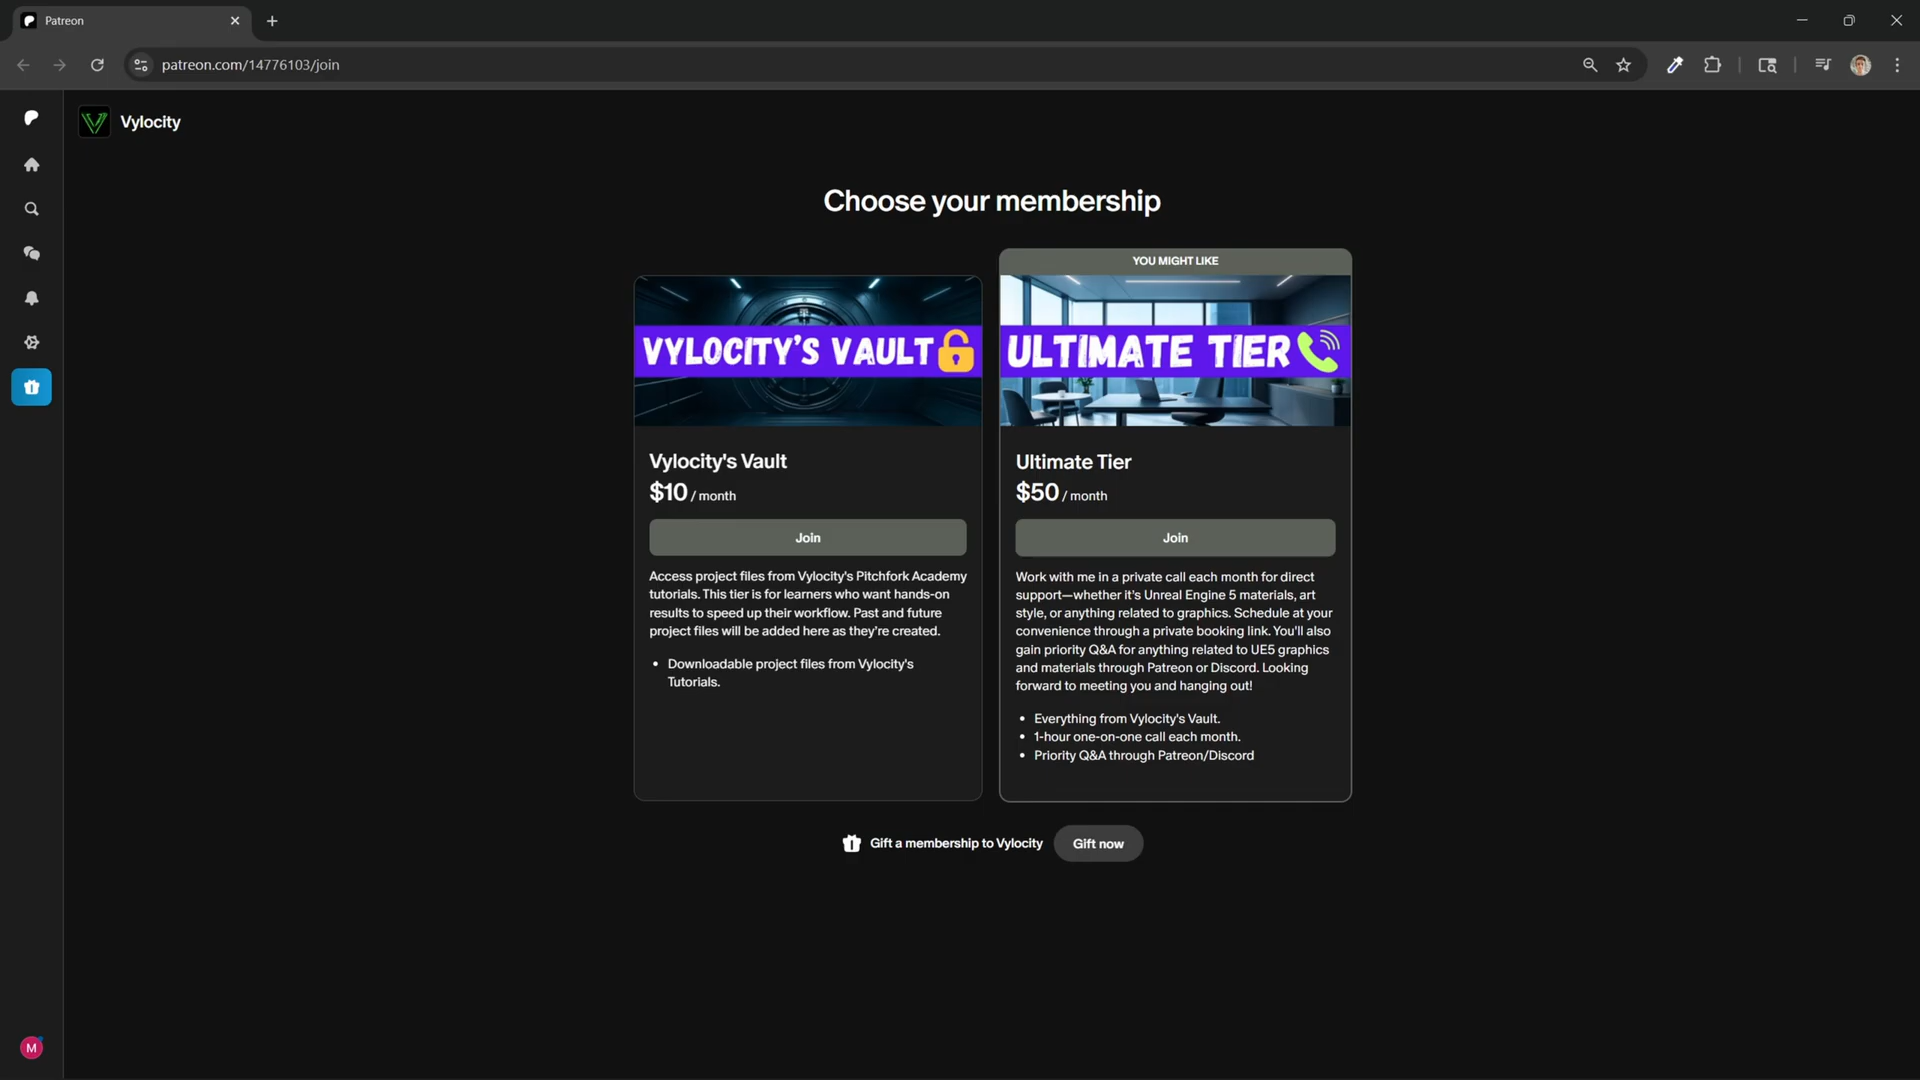 Patreon
patreon.com/14776103/join
Vylocity
Choose your membership
VYLOCITY'S VAULT
Vylocity's Vault
$10 / month
Join
Access project files from Vylocity's Pitchfork Academy
tutorials. This tier is for learners who want hands-on
results to speed up their workflow. Past and future
project files will be added here as they're created.
• Downloadable project files from Vylocity's
Tutorials.
YOU MIGHT LIKE
ULTIMATE TIER
Ultimate Tier
$50 / month
Join
Work with me in a private call each month for direct
support—whether it's Unreal Engine 5 materials, art
style, or anything related to graphics. Schedule at your
convenience through a private booking link. You'll also
gain priority Q&A for anything related to UE5 graphics
and materials through Patreon or Discord. Looking
forward to meeting you and hanging out!
• Everything from Vylocity's Vault.
• 1-hour one-on-one call each month.
• Priority Q&A through Patreon/Discord
Gift a membership to Vylocity
Gift now
M